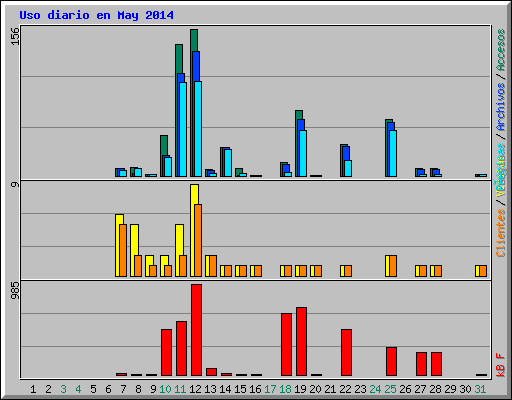 Uso diario en May 2014
156
9
985
1 2 3 4 5 6 7 8 9 10 11 12 13 14 15 16 17 18 19 20 21 22 23 24 25 26 27 28 29 30 31
Archivos / Accesos
Clientes /
kB F